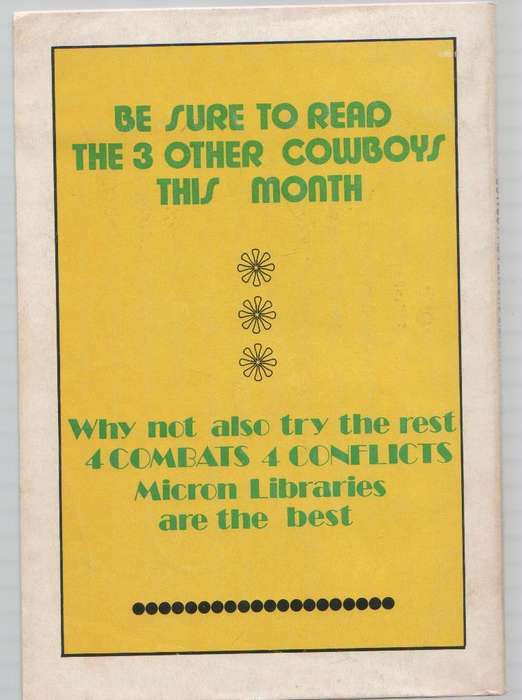 BE SURE TO READ
THE 3 OTHER COWBOYS
THIS MONTH
Why not also try the rest
4 COMBATS 4 CONFLICTS
Micron Libraries
are the best